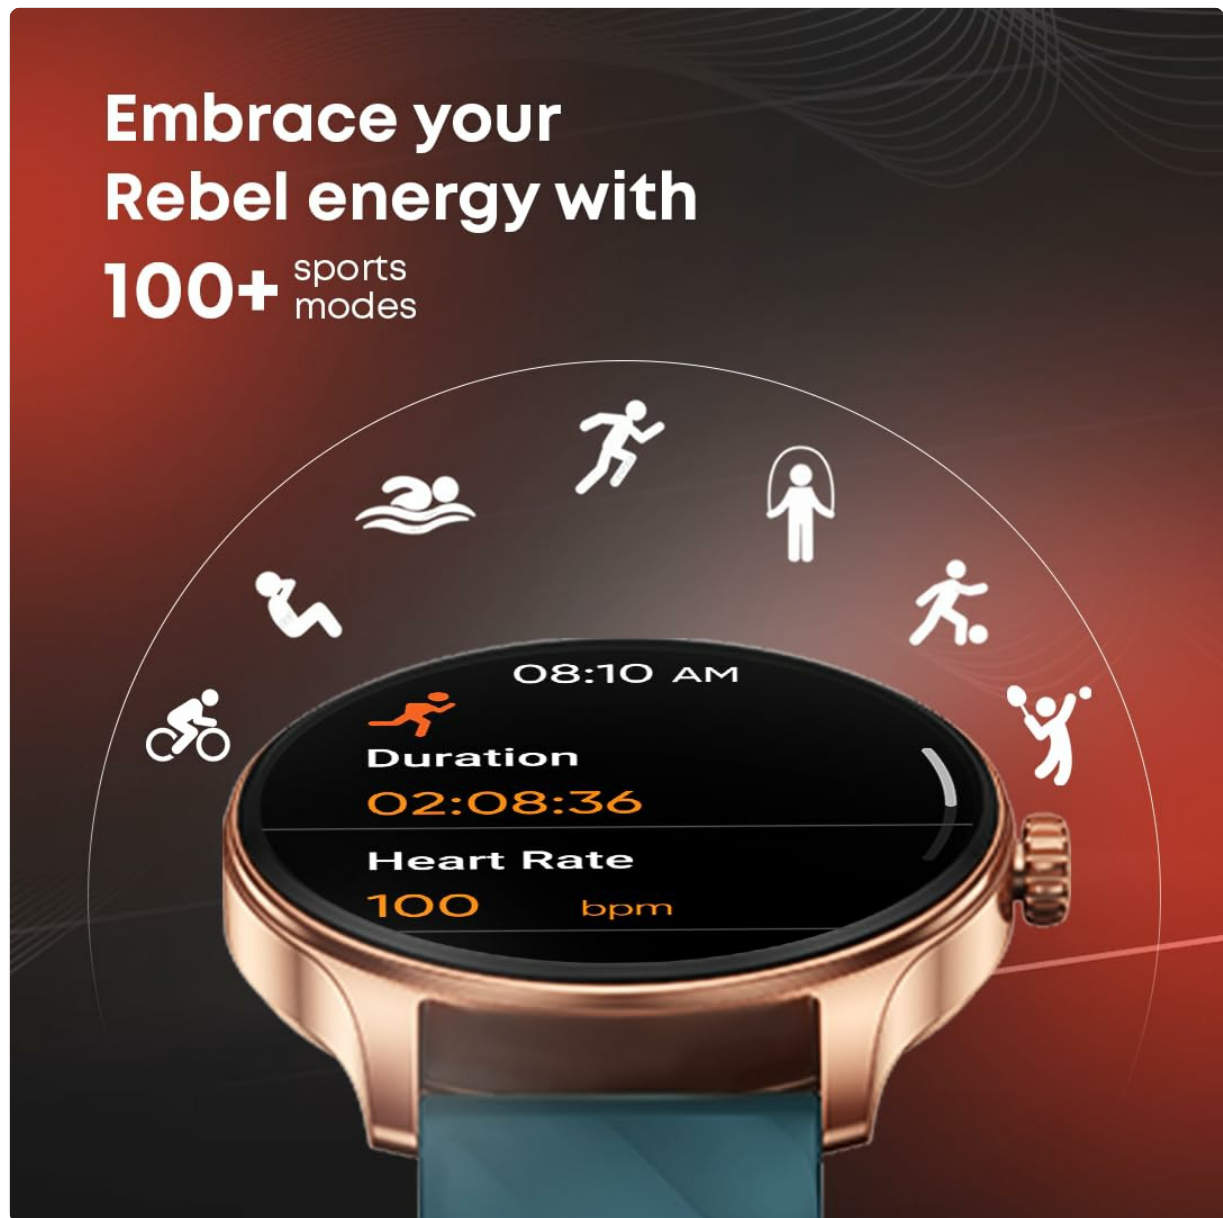 Embrace your
Rebel energy with
100+ sports
modes
08:10 AM
Duration
02:08:36
Heart Rate
100 bpm